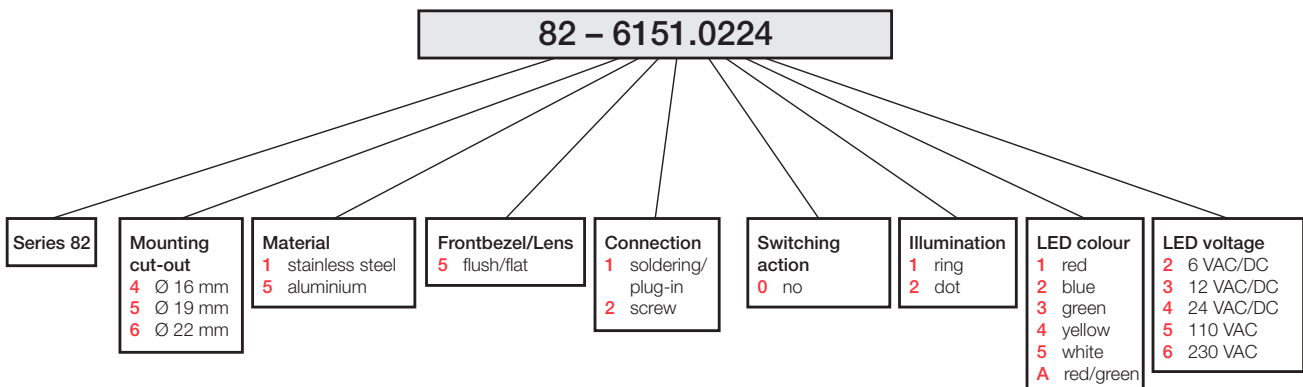 82 – 6151.0224
Series 82
Mounting
cut-out
4 Ø 16 mm
5 Ø 19 mm
6 Ø 22 mm
Material
1 stainless steel
5 aluminium
Frontbezel/Lens
5 flush/flat
Connection
1 soldering/
plug-in
2 screw
Switching
action
0 no
Illumination
1 ring
2 dot
LED colour
1 red
2 blue
3 green
4 yellow
5 white
A red/green
LED voltage
2 6 VAC/DC
3 12 VAC/DC
4 24 VAC/DC
5 110 VAC
6 230 VAC